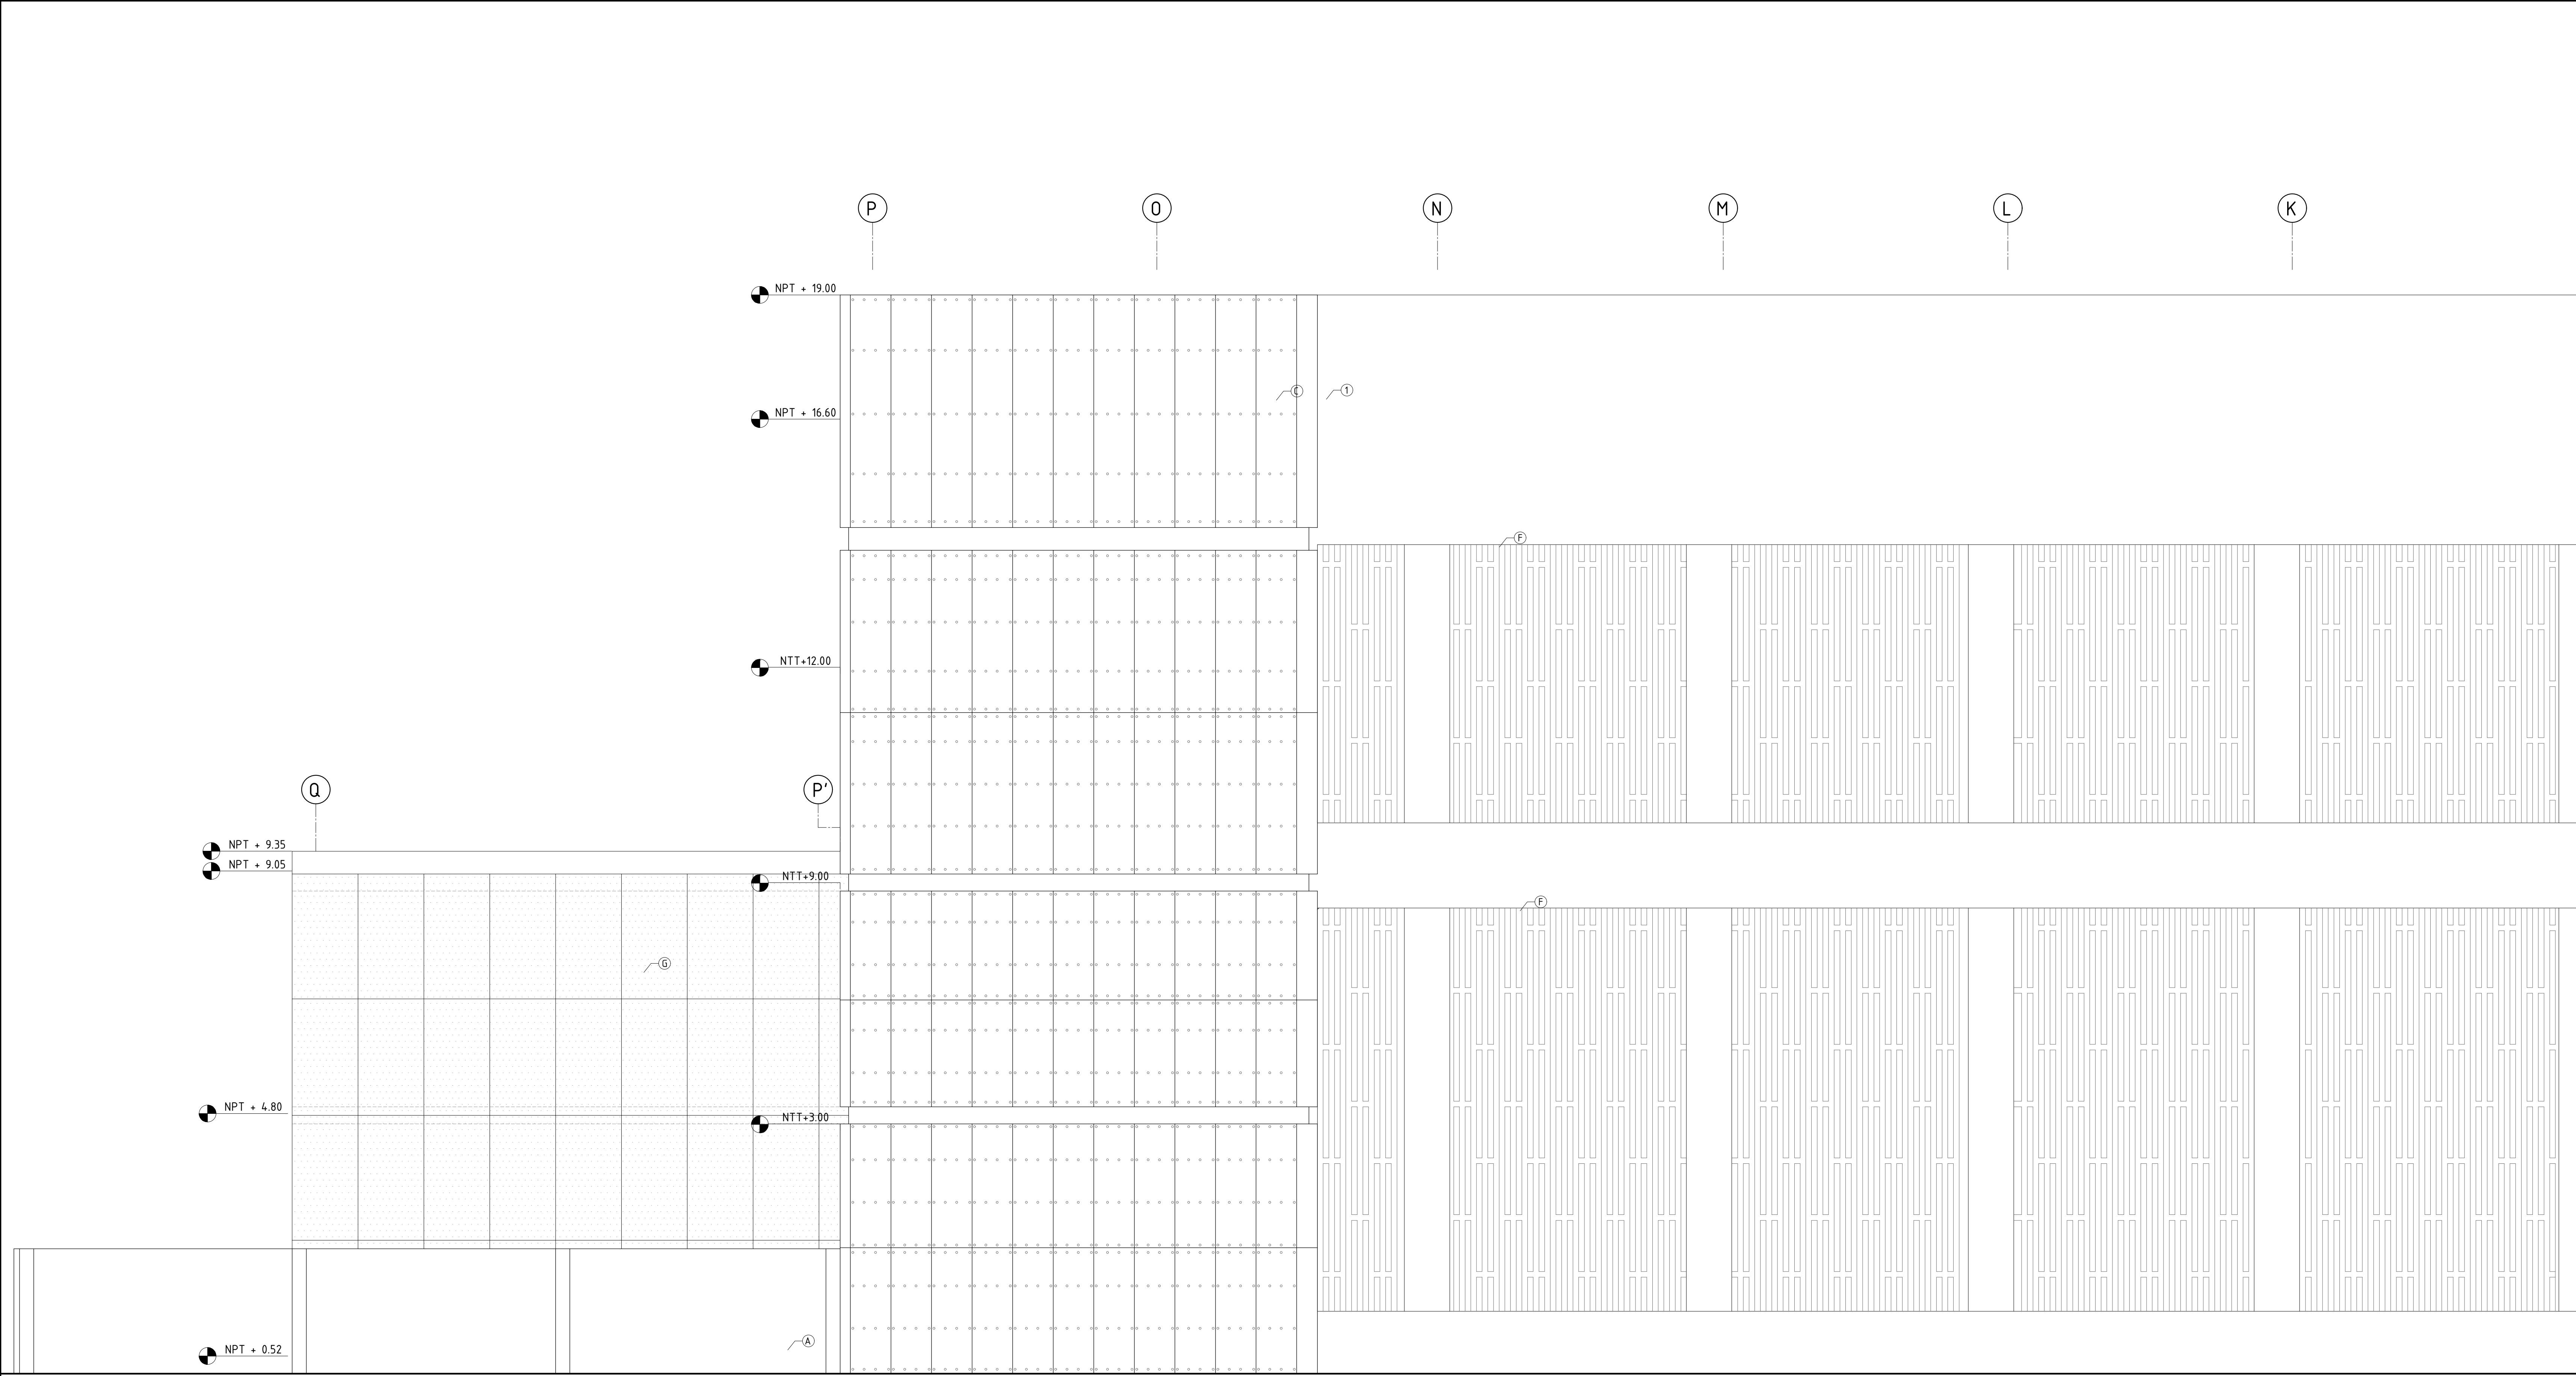 P O N M L K
NPT + 19.00
C 1
NPT + 16.60
F
NTT+12.00
Q P'
NPT + 9.35
NPT + 9.05
NTT+9.00
F
G
NPT + 4.80
NTT+3.00
A
NPT + 0.52